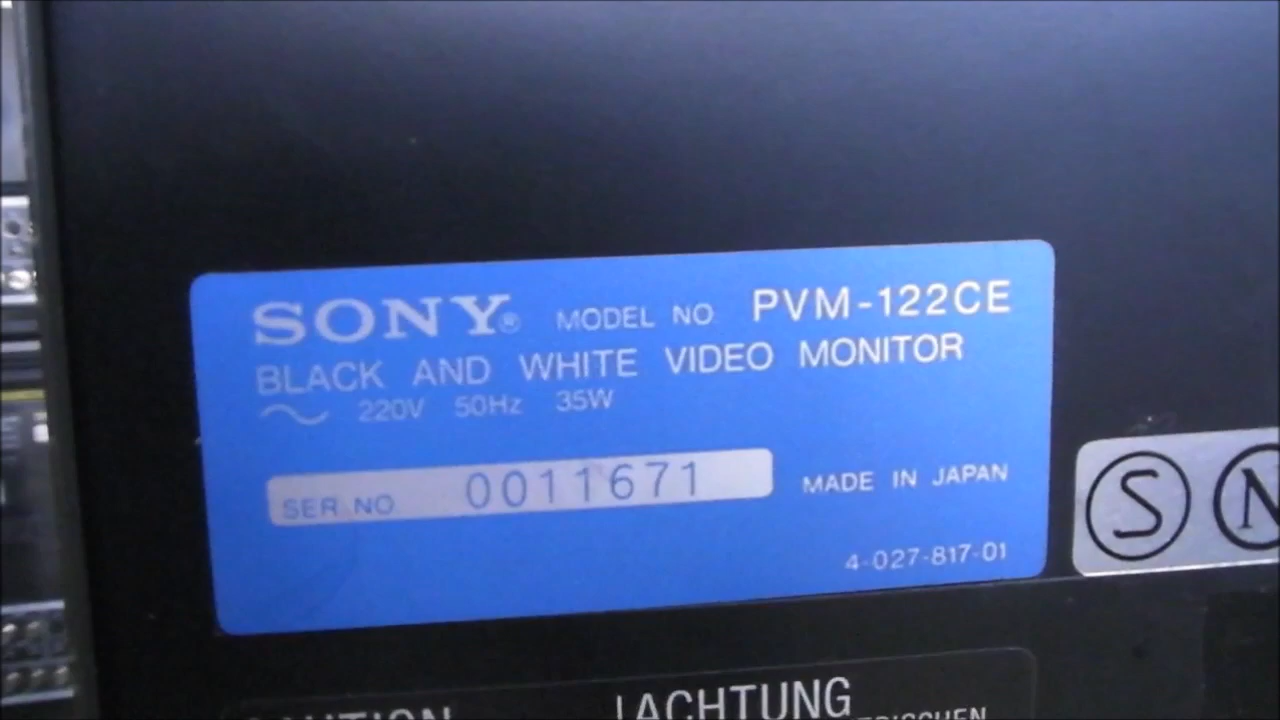 SONY® MODEL NO PVM-122CE
BLACK AND WHITE VIDEO MONITOR
~ 220V 50Hz 35W
SER NO 0011671 MADE IN JAPAN
4-027-817-01
S N
CAUTION ACHTUNG